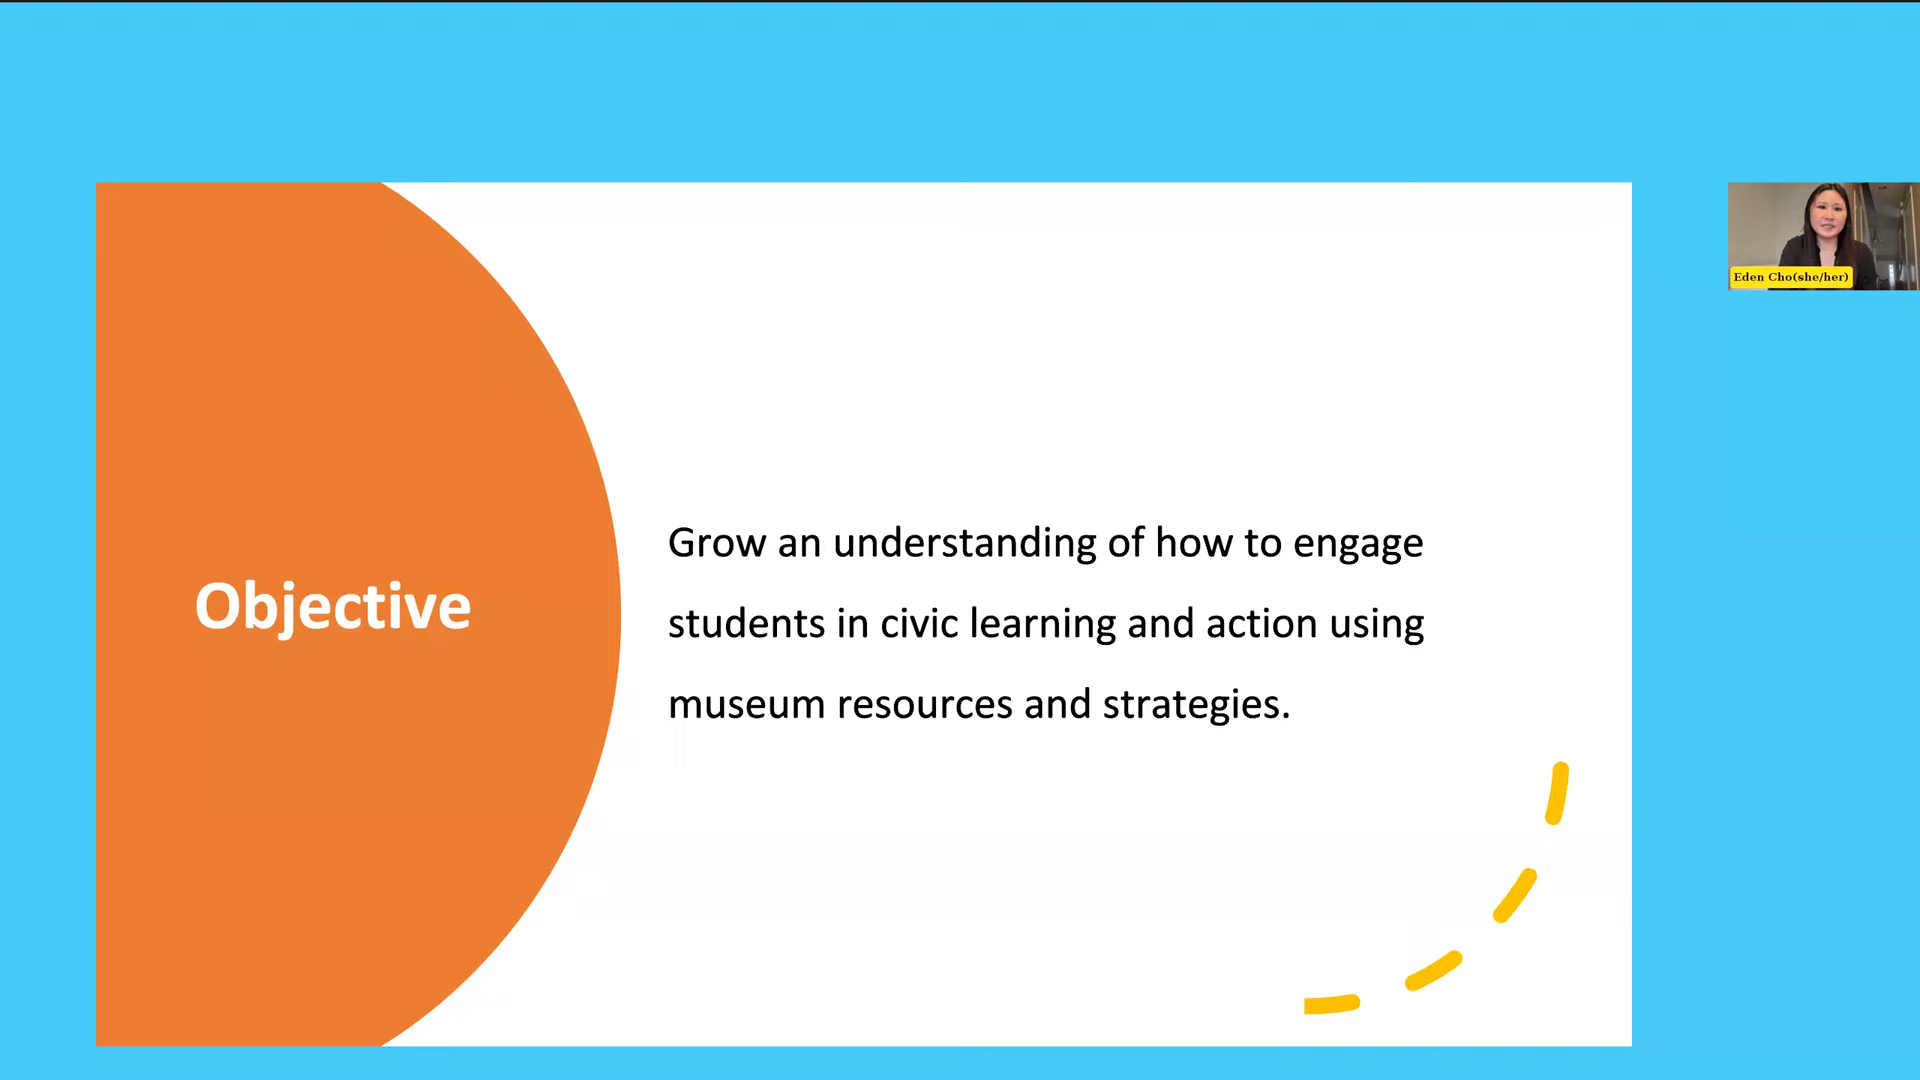 Objective
Grow an understanding of how to engage
students in civic learning and action using
museum resources and strategies.
Eden Cho(she/her)